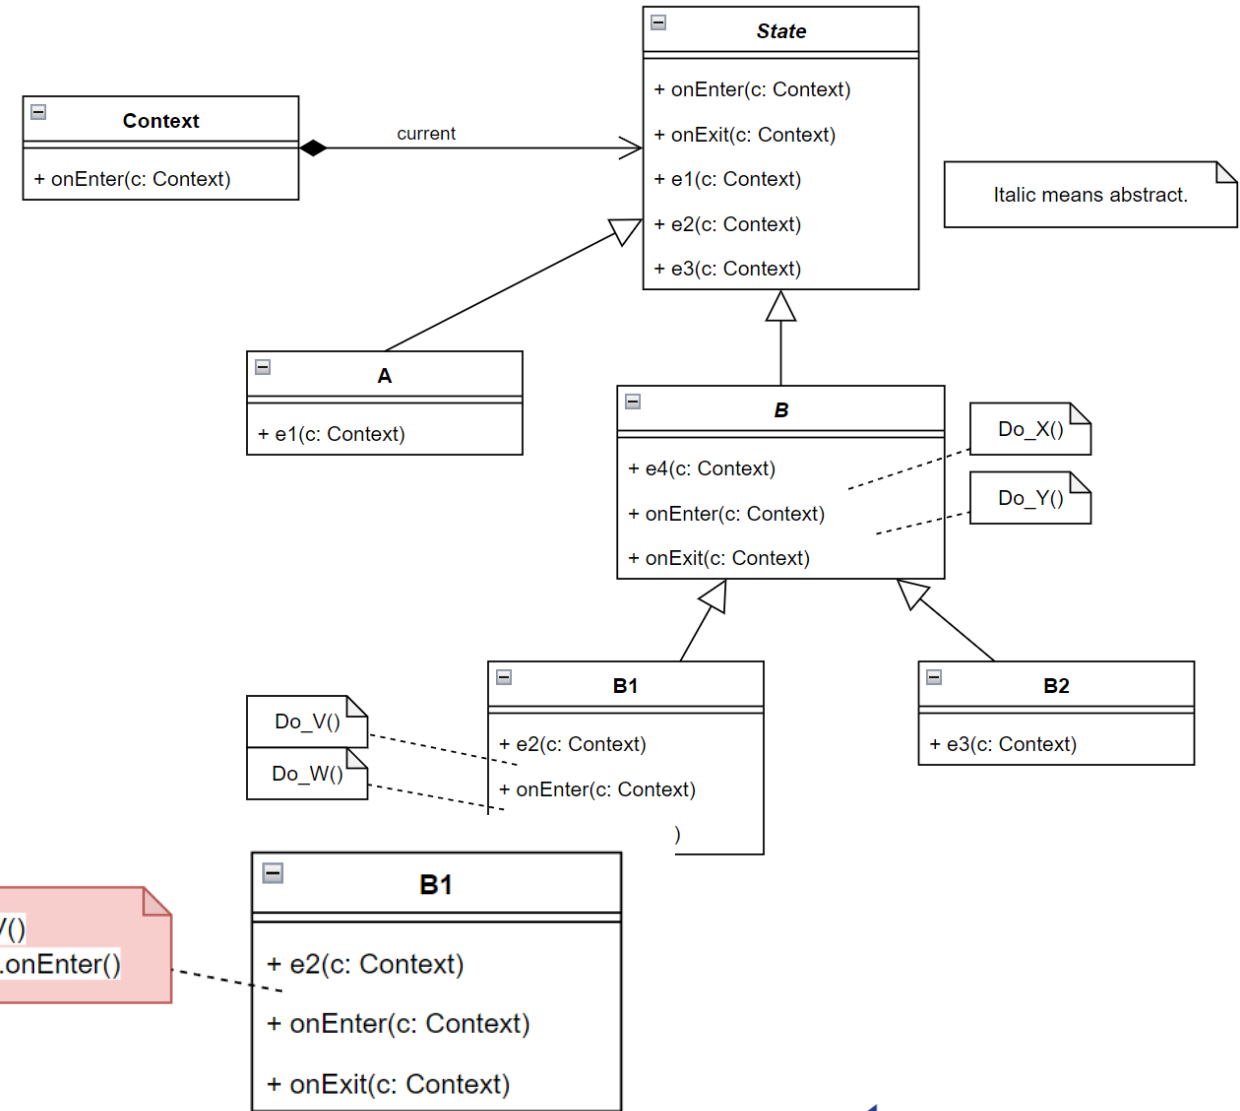 State
+ onEnter(c: Context)
+ onExit(c: Context)
+ e1(c: Context)
+ e2(c: Context)
+ e3(c: Context)
Context
+ onEnter(c: Context)
current
Italic means abstract.
A
+ e1(c: Context)
B
+ e4(c: Context)
+ onEnter(c: Context)
+ onExit(c: Context)
Do_X()
Do_Y()
B1
+ e2(c: Context)
+ onEnter(c: Context)
)
Do_V()
Do_W()
B2
+ e3(c: Context)
B1
+ e2(c: Context)
+ onEnter(c: Context)
+ onExit(c: Context)
()
.onEnter()